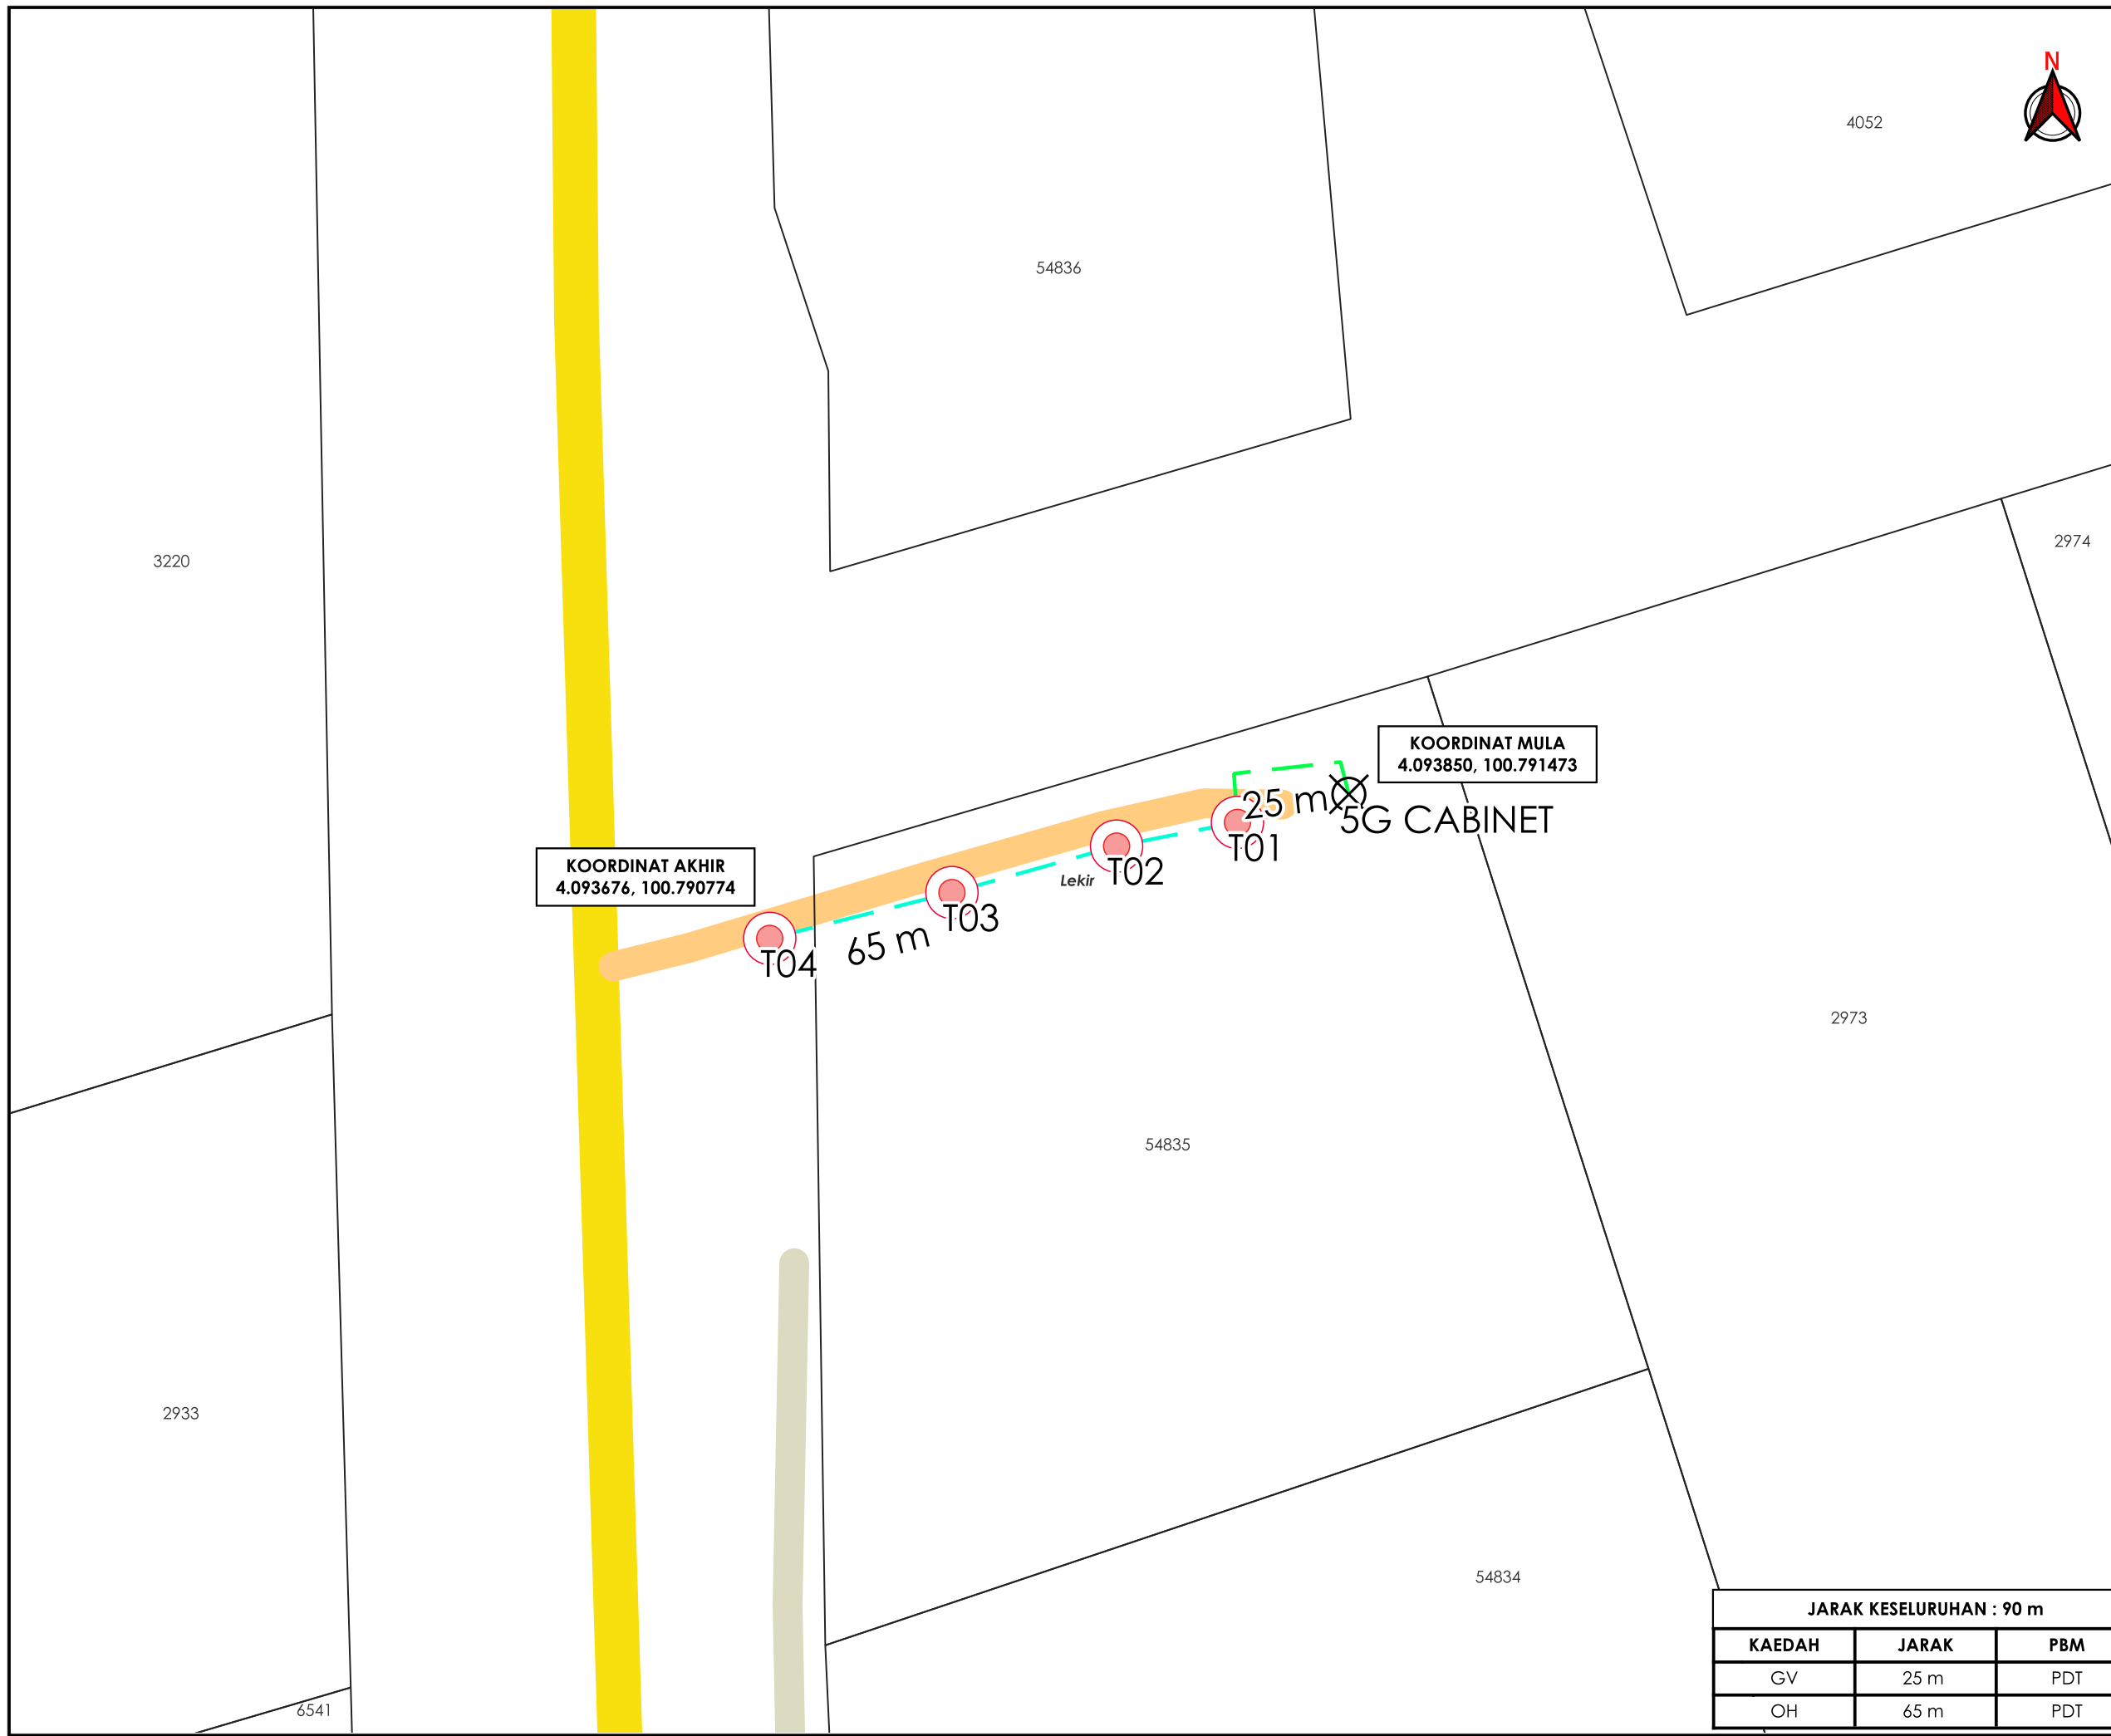 N
4052
54836
3220
2974
KOORDINAT MULA
4.093850, 100.791473
25 m
5G CABINET
T01
KOORDINAT AKHIR
4.093676, 100.790774
T02
Lekir
T03
65 m
T04
2973
54835
2933
54834
6541
JARAK KESELURUHAN : 90 m
KAEDAH JARAK PBM
GV 25 m PDT
OH 65 m PDT